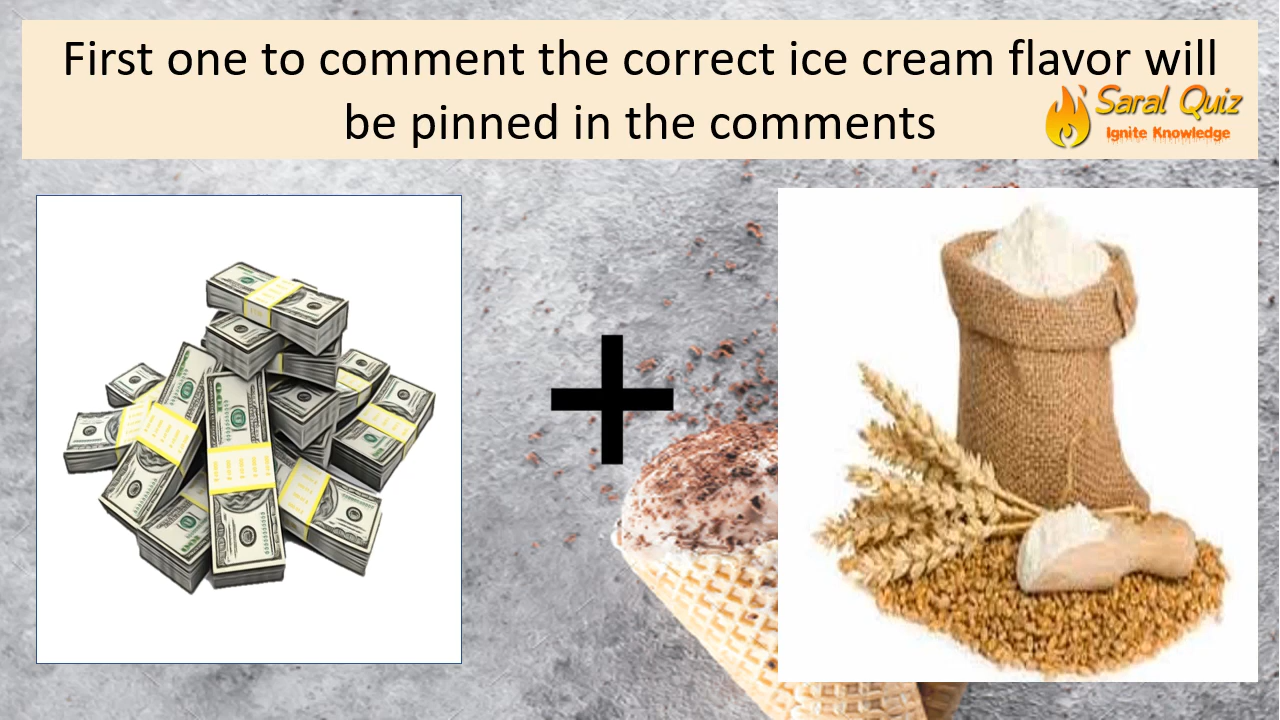 First one to comment the correct ice cream flavor will
be pinned in the comments
Saral Quiz
Ignite Knowledge